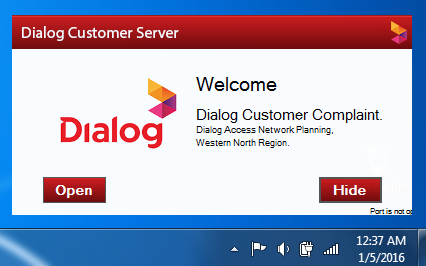 Dialog Customer Server
Welcome
Dialog
Dialog Customer Complaint.
Dialog Access Network Planning,
Western North Region.
Open
Hide
Part is not
12:37 AM
1/5/2016